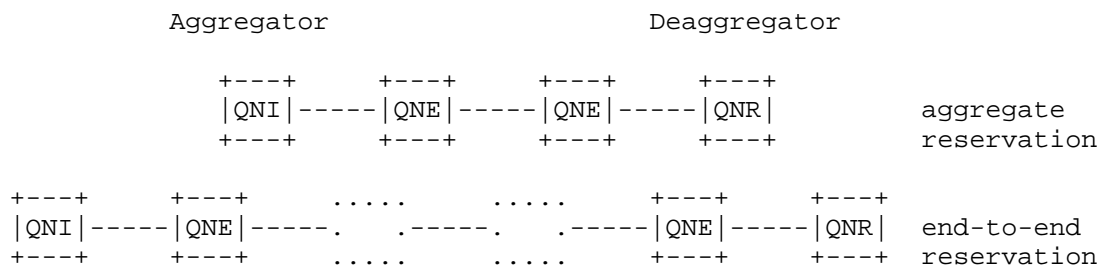 Aggregator                    Deaggregator
+---+     +---+     +---+     +---+
|QNI|-----|QNE|-----|QNE|-----|QNR|         aggregate
+---+     +---+     +---+     +---+         reservation
+---+     +---+     .....     .....     +---+     +---+
|QNI|-----|QNE|-----.   .-----.   .-----|QNE|-----|QNR|  end-to-end
+---+     +---+     .....     .....     +---+     +---+  reservation